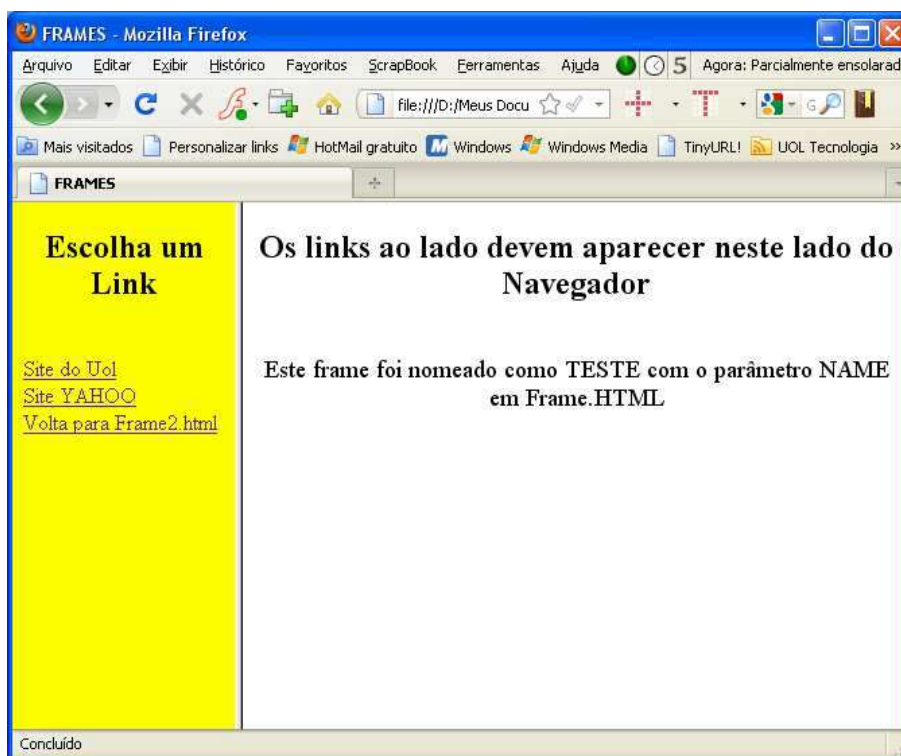 FRAMES - Mozilla Firefox
Arquivo Editar Exibir Histórico Favoritos ScrapBook Ferramentas Ajuda 5 Agora: Parcialmente ensolarad
file:///D:/Meus Docu G
Mais visitados Personalizar links HotMail gratuito Windows Windows Media TinyURL! UOL Tecnologia »
FRAMES
Escolha um
Link
Site do Uol
Site YAHOO
Volta para Frame2.html
Os links ao lado devem aparecer neste lado do
Navegador
Este frame foi nomeado como TESTE com o parâmetro NAME
em Frame.HTML
Concluído